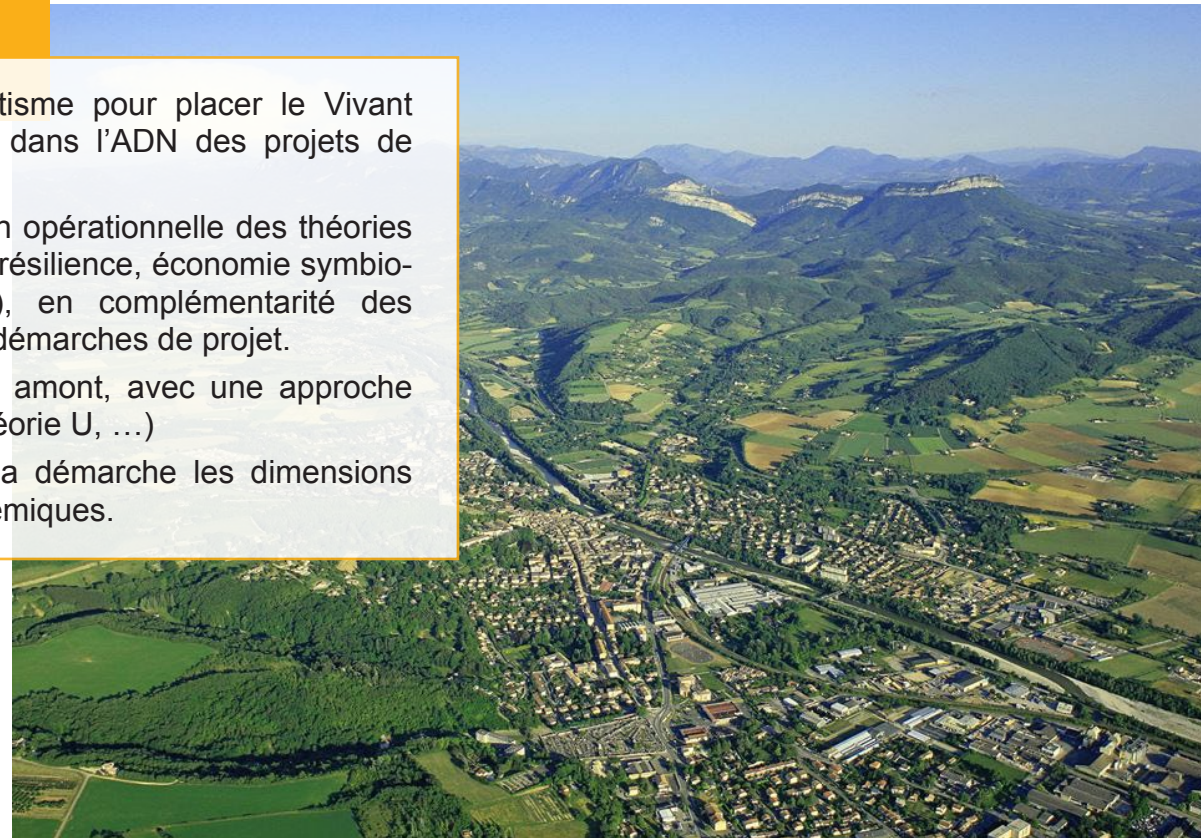 tisme pour placer le Vivant
dans l’ADN des projets de
n opérationnelle des théories
résilience, économie symbio-
), en complémentarité des
démarches de projet.
amont, avec une approche
éorie U, …)
a démarche les dimensions
émiques.